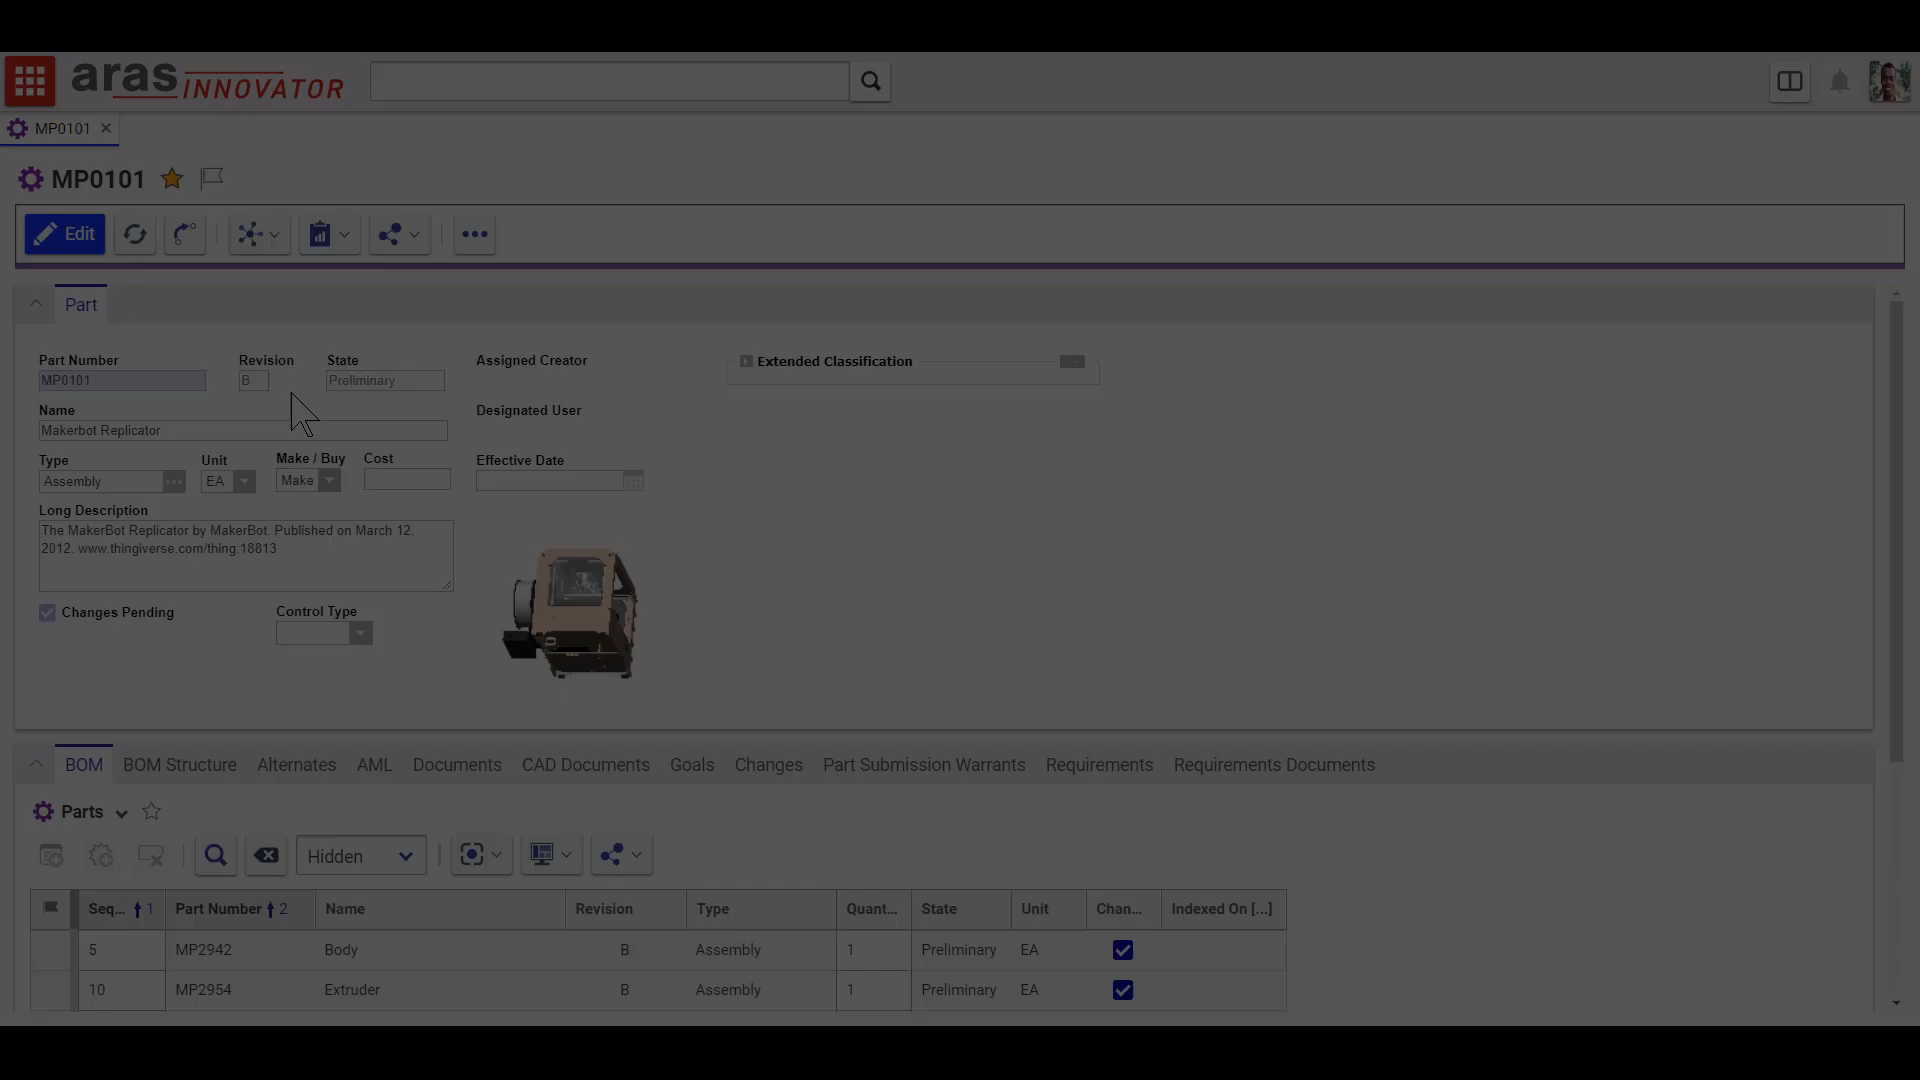 aras INNOVATOR
MP0101
MP0101
Edit
Part
Part Number Revision State Assigned Creator Extended Classification
MP0101 B Preliminary
Name Designated User
Makerbot Replicator
Type Unit Make / Buy Cost Effective Date
Assembly EA Make
Long Description
The MakerBot Replicator by MakerBot. Published on March 12,
2012. www.thingiverse.com/thing:18813
Changes Pending Control Type
BOM BOM Structure Alternates AML Documents CAD Documents Goals Changes Part Submission Warrants Requirements Requirements Documents
Parts
Hidden
Seq... 1 Part Number 2 Name Revision Type Quant... State Unit Chan... Indexed On [...]
5 MP2942 Body B Assembly 1 Preliminary EA
10 MP2954 Extruder B Assembly 1 Preliminary EA